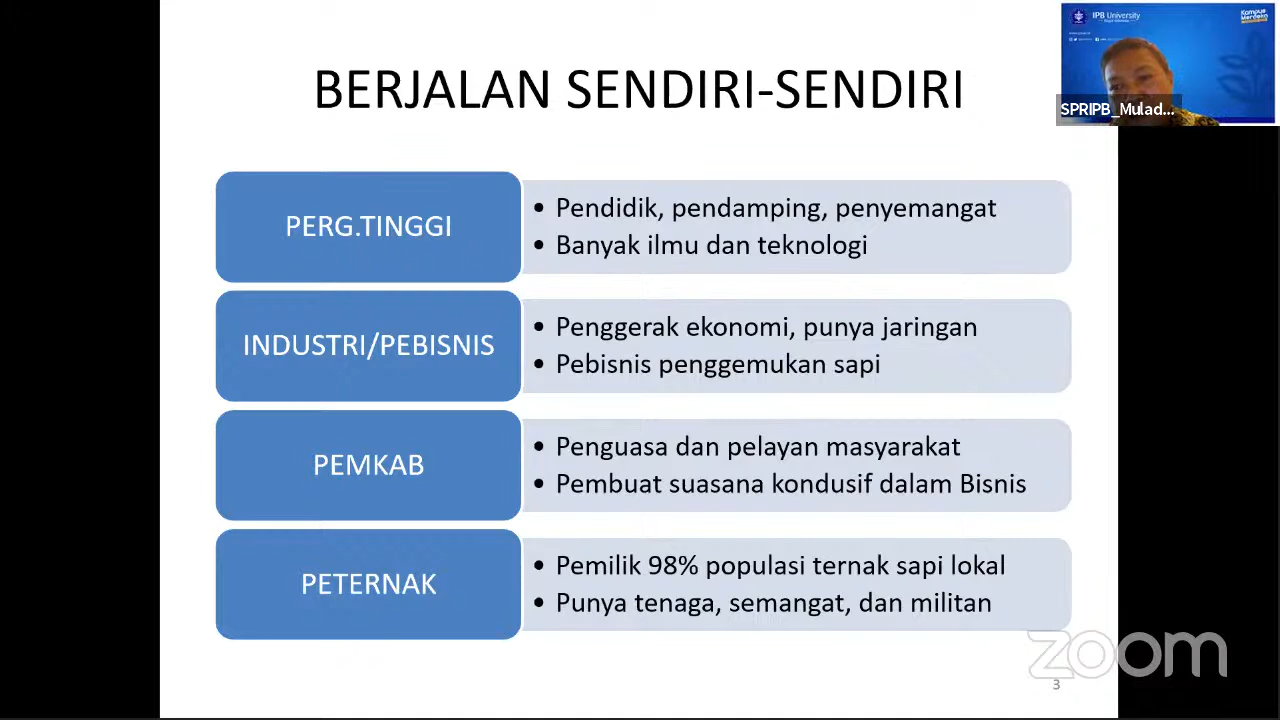 BERJALAN SENDIRI-SENDIRI
IPB University
Kampus
Merdeka
SPRIPB_Mulad...
PERG.TINGGI
• Pendidik, pendamping, penyemangat
• Banyak ilmu dan teknologi
INDUSTRI/PEBISNIS
• Penggerak ekonomi, punya jaringan
• Pebisnis penggemukan sapi
PEMKAB
• Penguasa dan pelayan masyarakat
• Pembuat suasana kondusif dalam Bisnis
PETERNAK
• Pemilik 98% populasi ternak sapi lokal
• Punya tenaga, semangat, dan militan
zoom
3